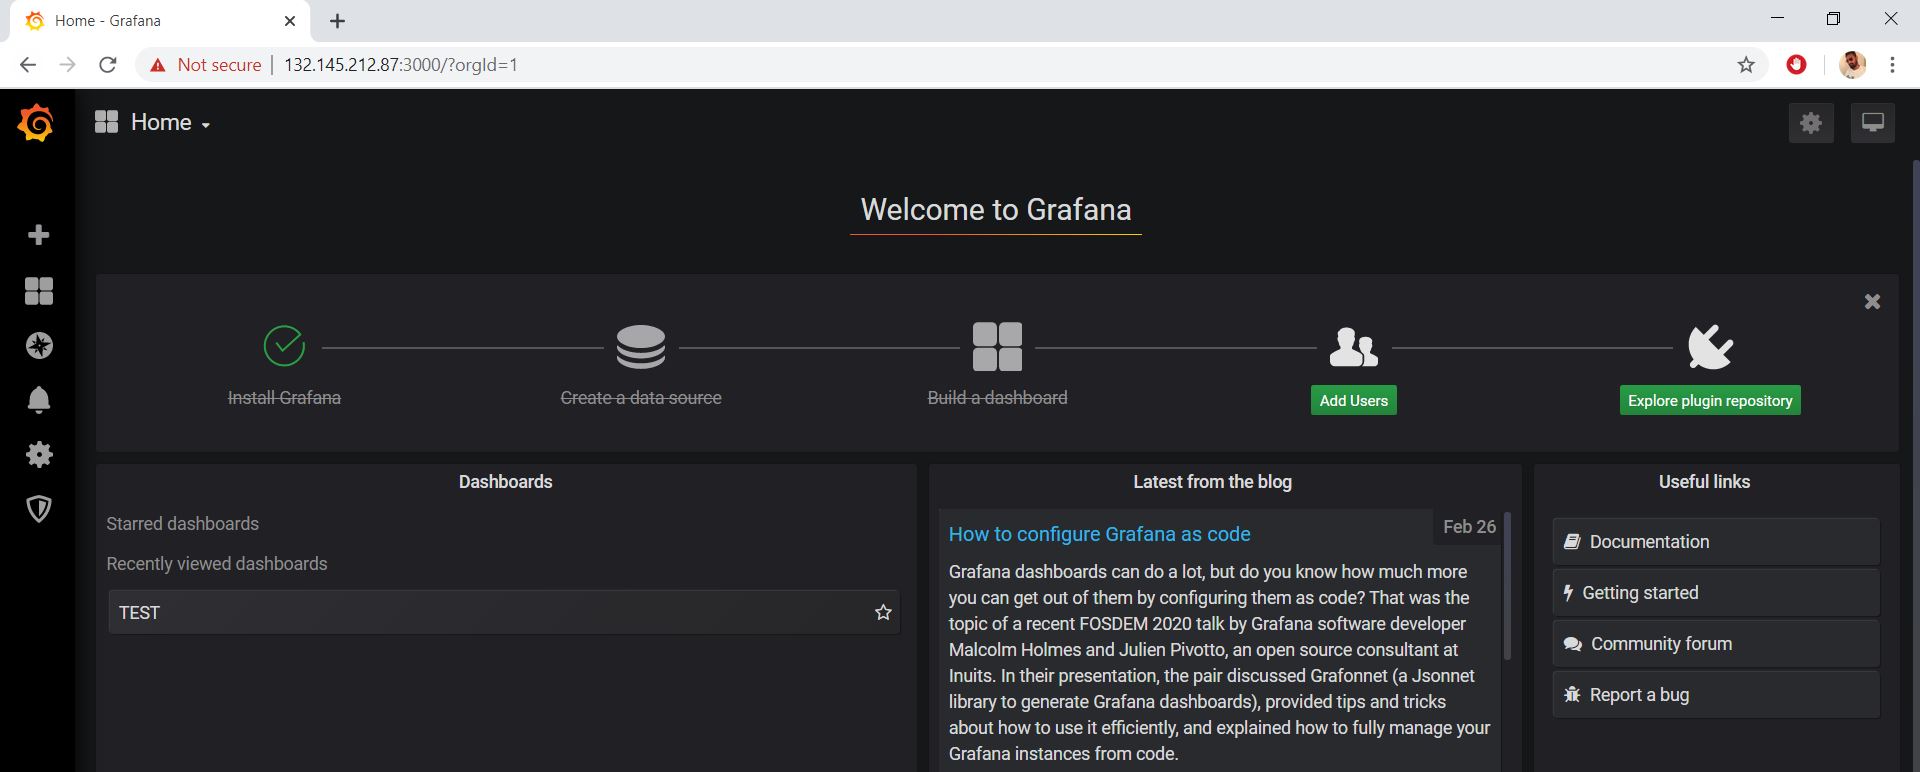 Home - Grafana
Not secure | 132.145.212.87:3000/?orgId=1
Home
Welcome to Grafana
Install Grafana
Create a data source
Build a dashboard
Add Users
Explore plugin repository
Dashboards
Starred dashboards
Recently viewed dashboards
TEST
Latest from the blog
How to configure Grafana as code
Feb 26
Grafana dashboards can do a lot, but do you know how much more
you can get out of them by configuring them as code? That was the
topic of a recent FOSDEM 2020 talk by Grafana software developer
Malcolm Holmes and Julien Pivotto, an open source consultant at
Inuits. In their presentation, the pair discussed Grafonnet (a Jsonnet
library to generate Grafana dashboards), provided tips and tricks
about how to use it efficiently, and explained how to fully manage your
Grafana instances from code.
Useful links
Documentation
Getting started
Community forum
Report a bug